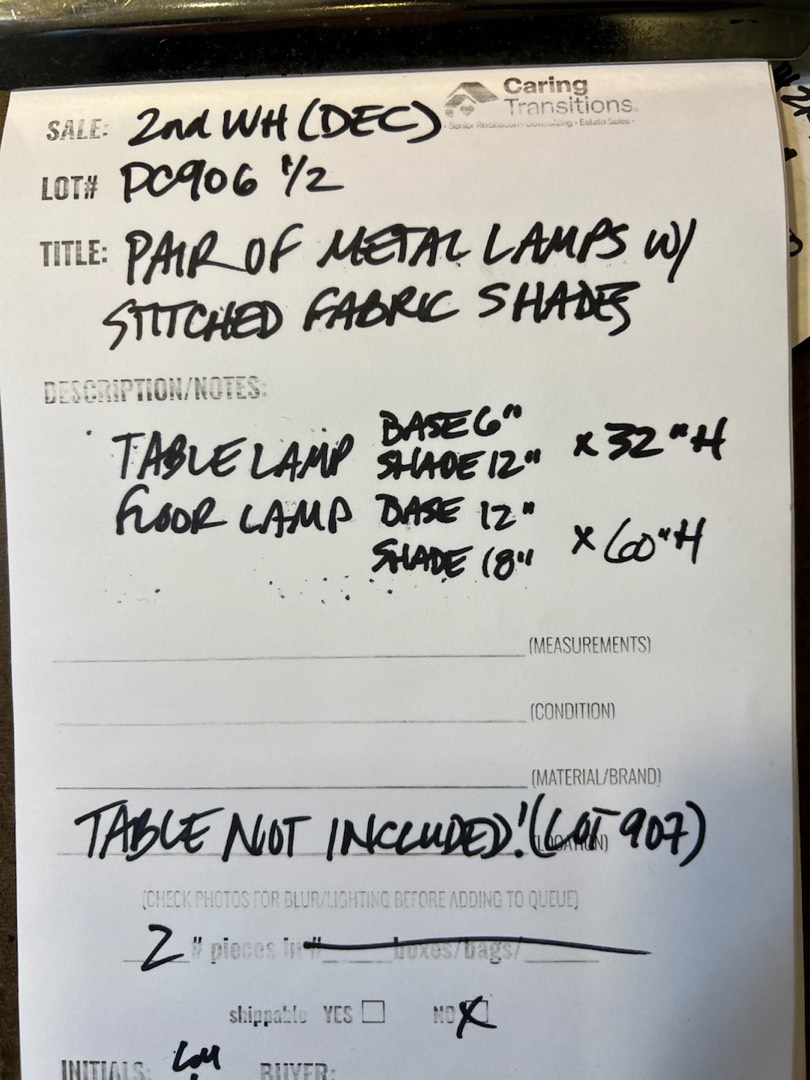 Caring
Transitions.
Senior Relocation • Downsizing • Estate Sales
SALE: 2nd WH (DEC)
LOT# DC906 1/2
TITLE: PAIR OF METAL LAMPS W/
STITCHED FABRIC SHADES
DESCRIPTION/NOTES:
TABLE LAMP BASE 6" SHADE 12" x 32" H
FLOOR LAMP BASE 12" SHADE 18" x 60" H
(MEASUREMENTS)
(CONDITION)
(MATERIAL/BRAND)
TABLE NOT INCLUDED! (LOT 907)
(LOCATION)
(CHECK PHOTOS FOR BLUR/LIGHTING BEFORE ADDING TO QUEUE)
2 # pieces in # boxes/bags/
shippable YES NO X
INITIALS: BUYER: